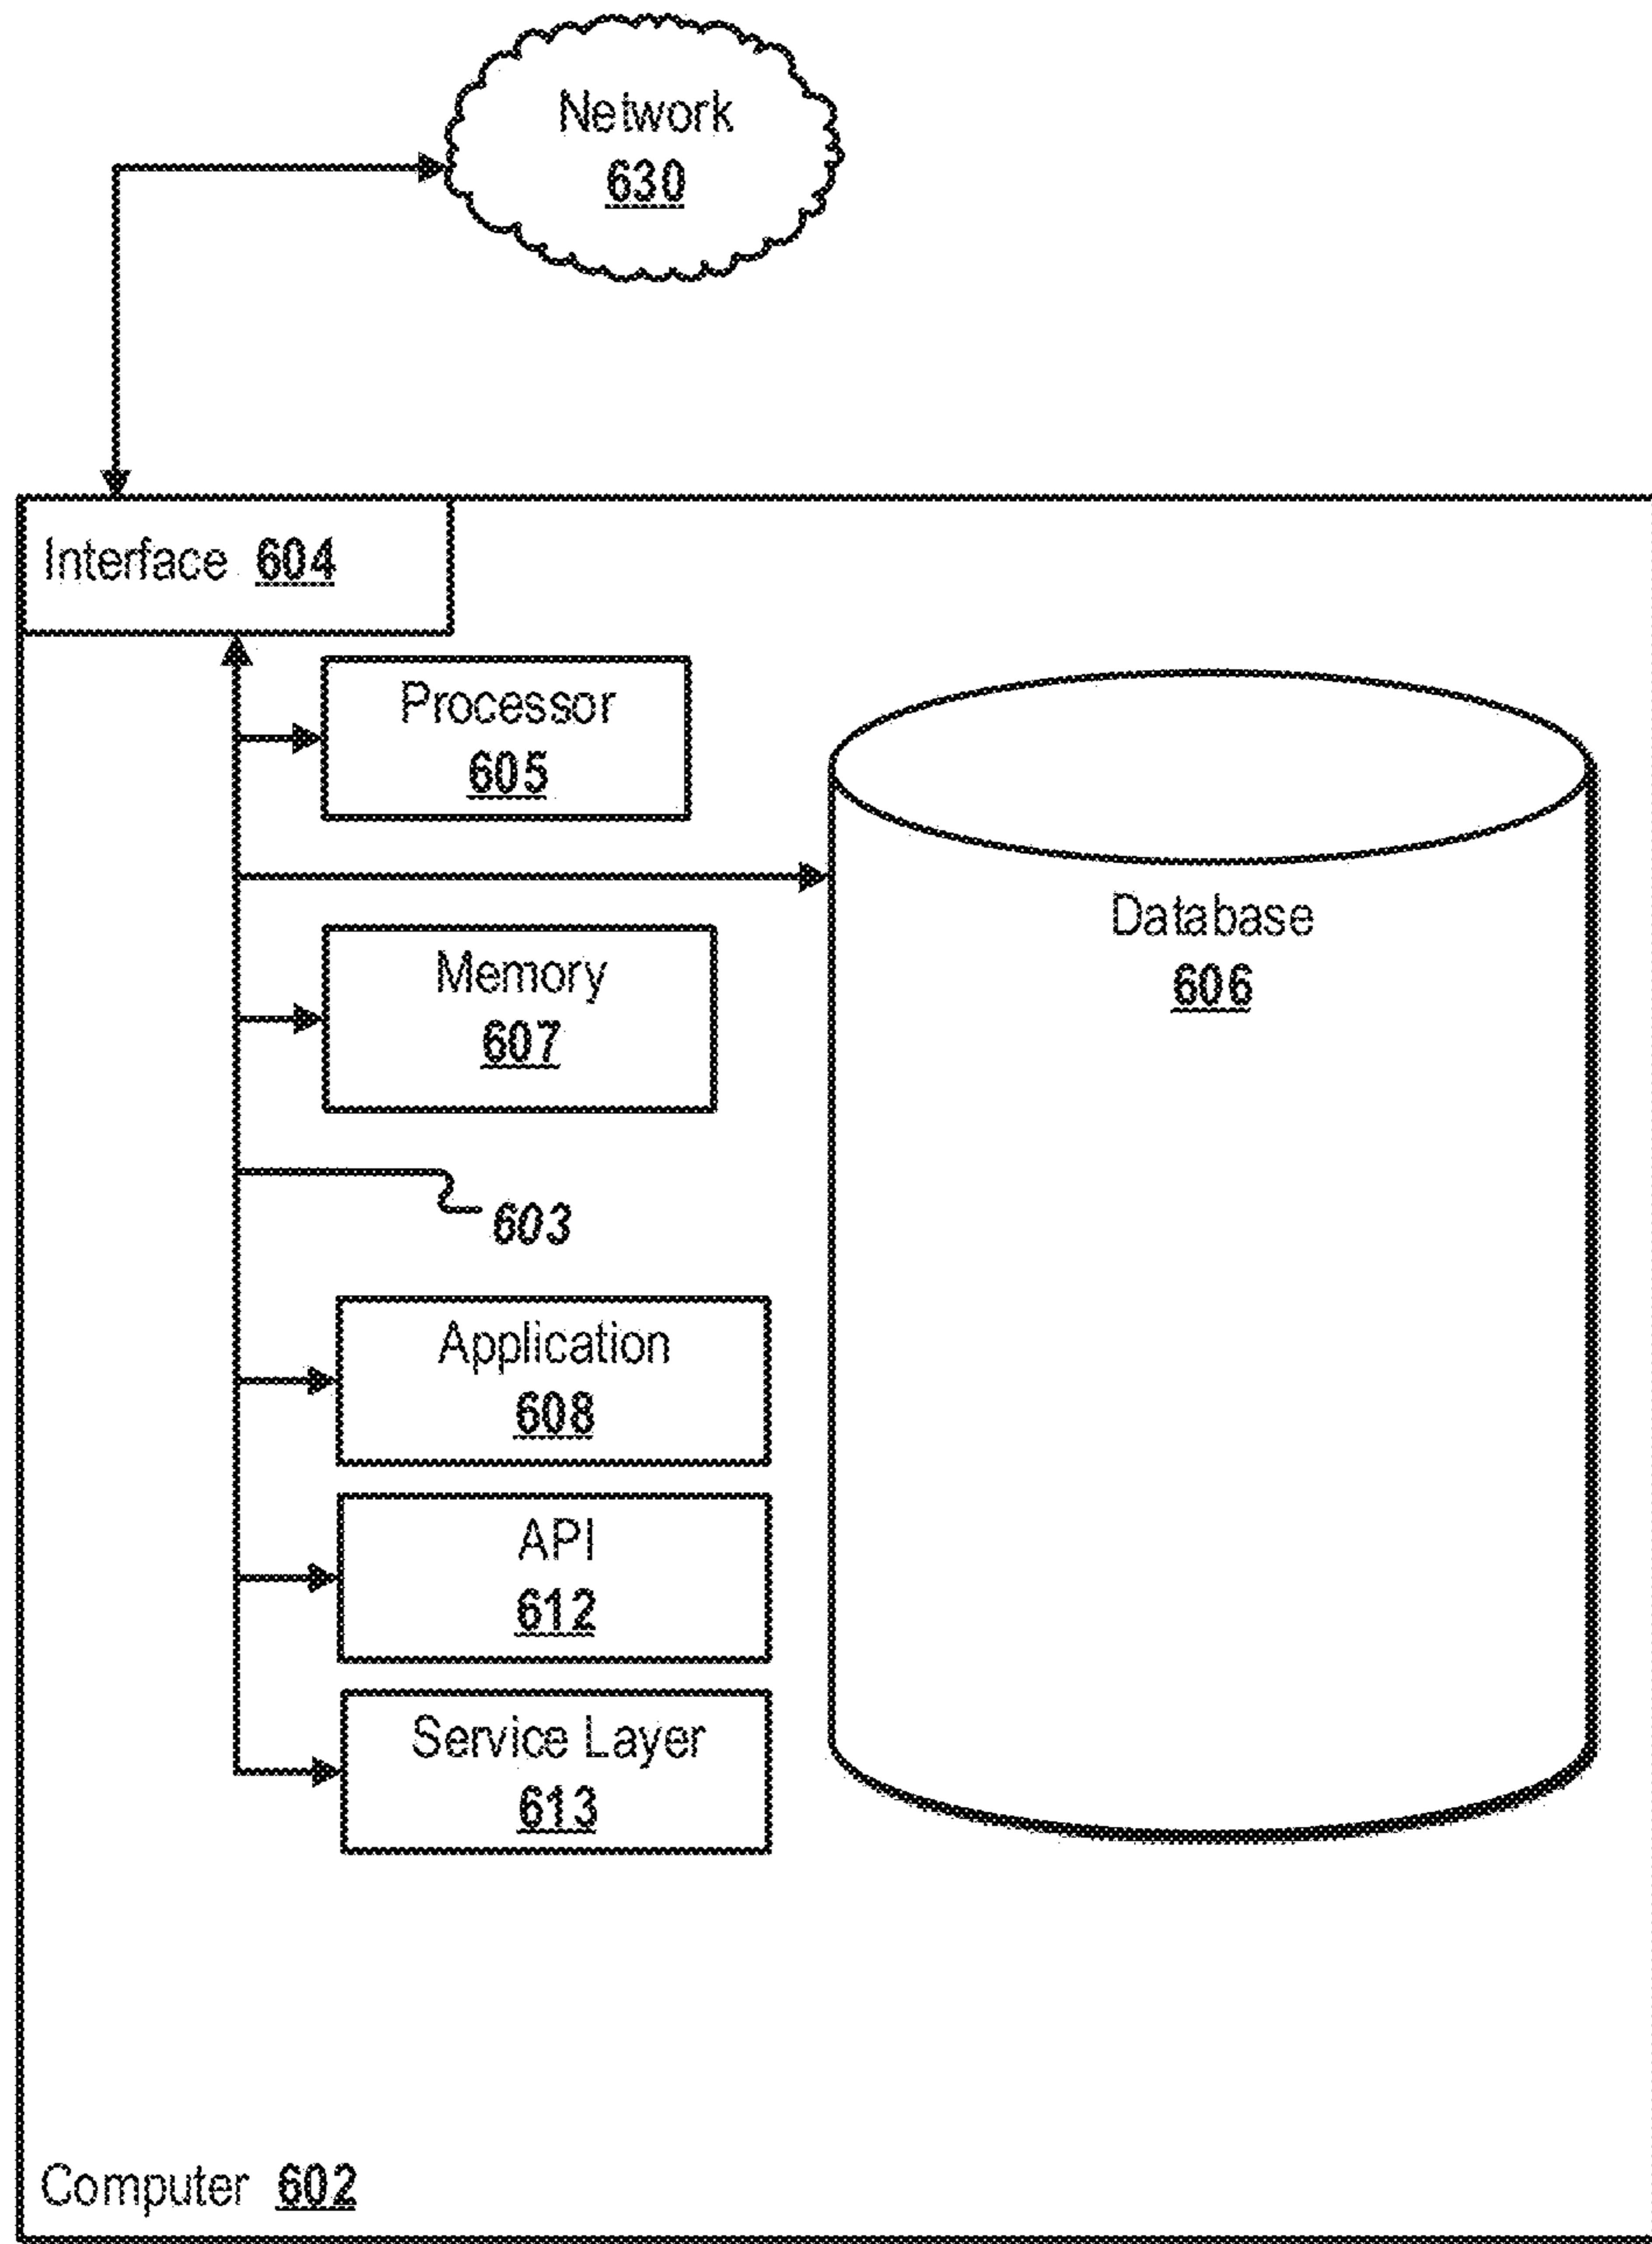 Network
630
Interface 604
Processor
605
Database
606
Memory
607
603
Application
608
API
612
Service Layer
613
Computer 602